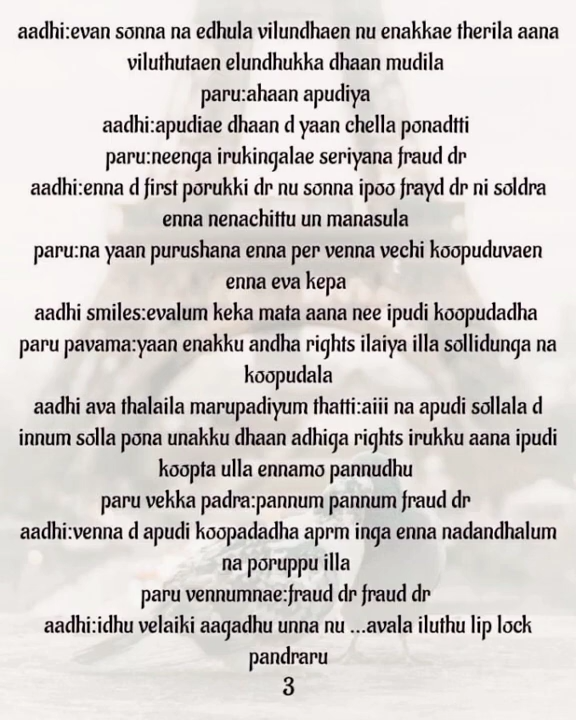 aadhi:evan sonna na edhula vilundhaen nu enakkae therila aana
viluthutaen elundhukka dhaan mudila
paru:ahaan apudiya
aadhi:apudiae dhaan d yaan chella ponadtti
paru:neenga irukingalae seriyana fraud dr
aadhi:enna d first porukki dr nu sonna ipoo frayd dr ni soldra
enna nenachittu un manasula
paru:na yaan purushana enna per venna vechi koopuduvaen
enna eva kepa
aadhi smiles:evalum keka mata aana nee ipudi koopudadha
paru pavama:yaan enakku andha rights ilaiya illa sollidunga na
koopudala
aadhi ava thalaila marupadiyum thatti:aiii na apudi sollala d
innum solla pona unakku dhaan adhiga rights irukku aana ipudi
koopta ulla ennamo pannudhu
paru vekka padra:pannum pannum fraud dr
aadhi:venna d apudi koopadadha aprm inga enna nadandhalum
na poruppu illa
paru vennumnae:fraud dr fraud dr
aadhi:idhu velaiki aagadhu unna nu ...avala iluthu lip lock
pandraru
3